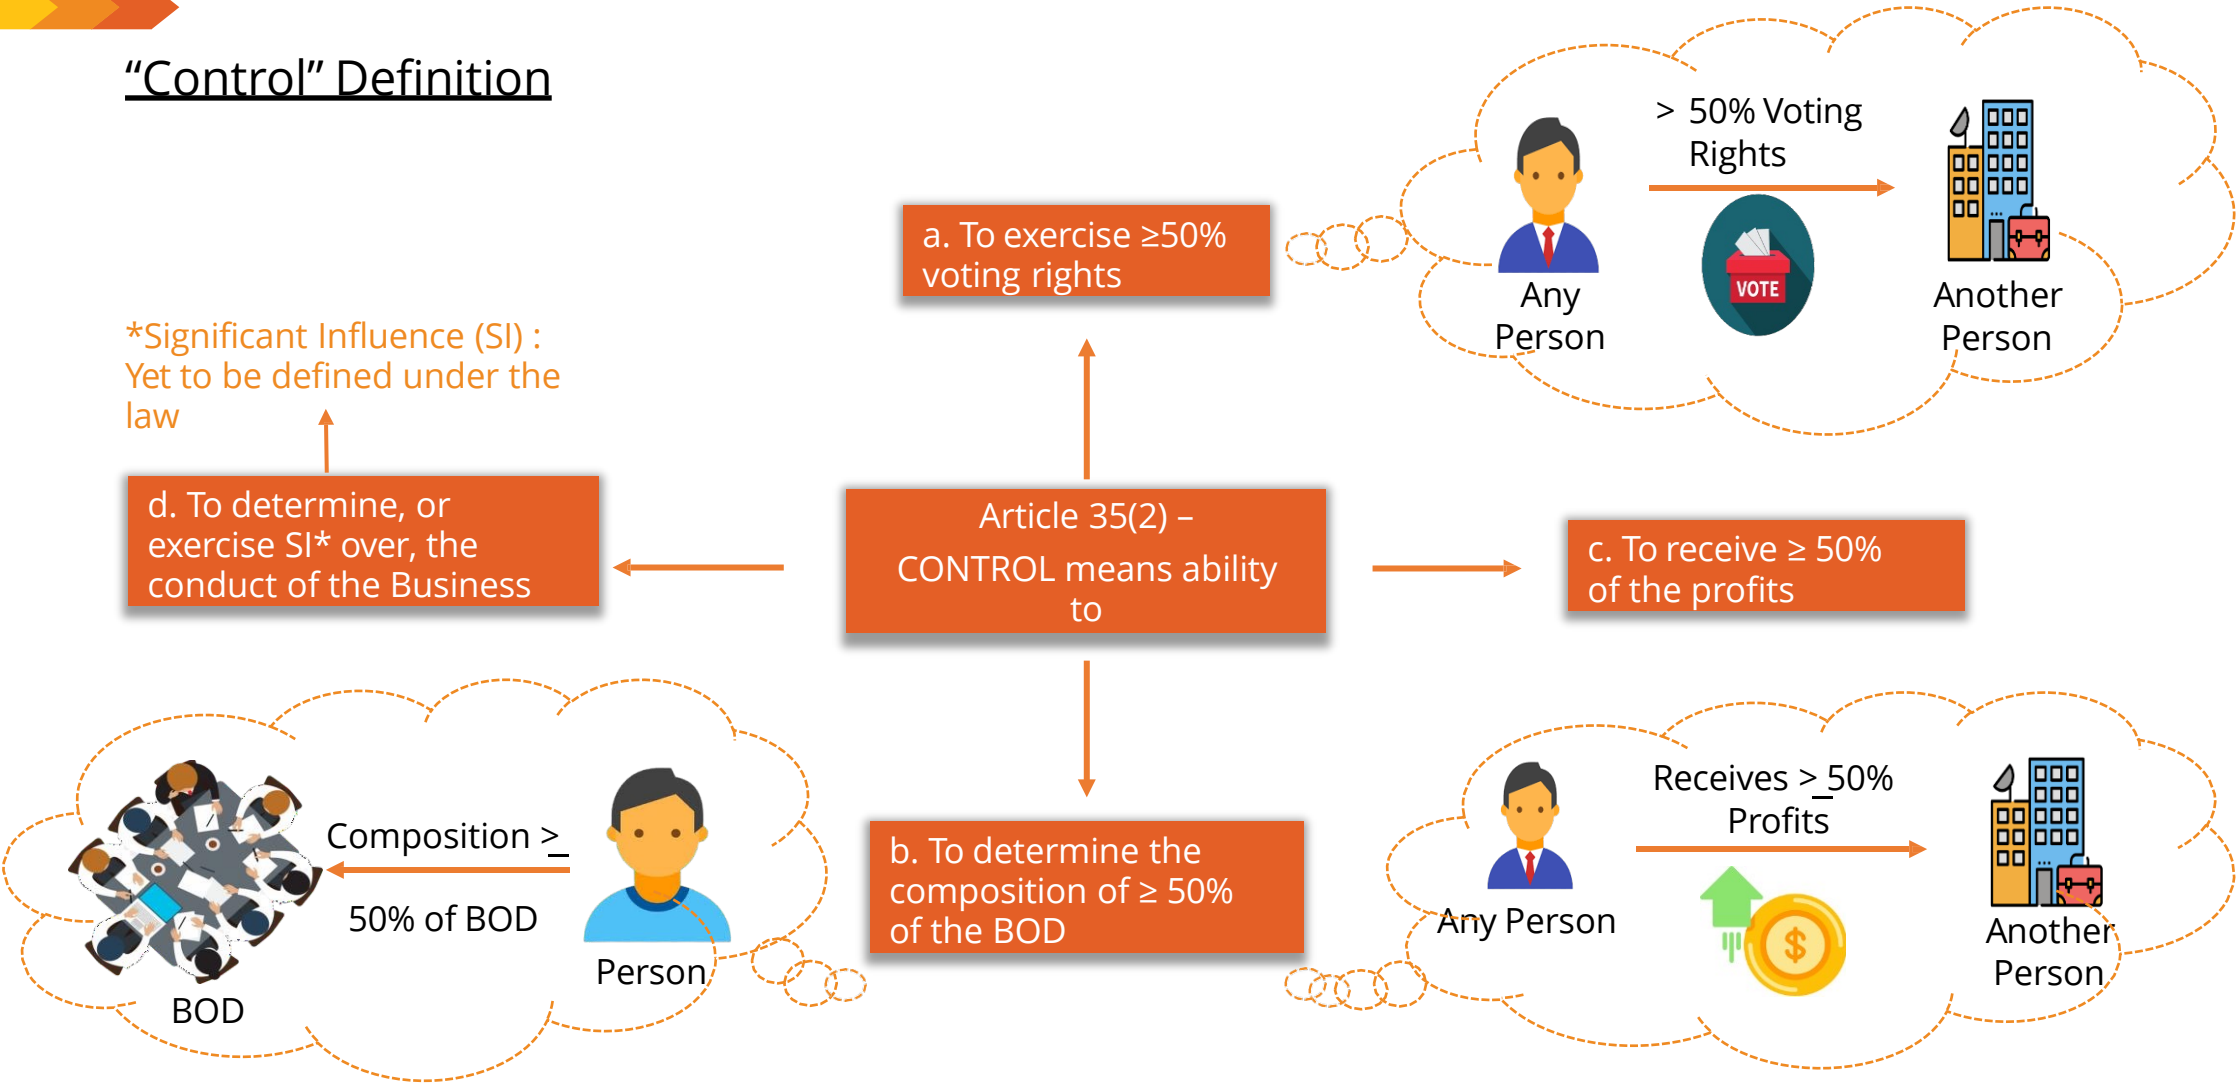 “Control” Definition
> 50% Voting
Rights
VOTE
Any
Person
Another
Person
a. To exercise ≥50%
voting rights
*Significant Influence (SI) :
Yet to be defined under the
law
d. To determine, or
exercise SI* over, the
conduct of the Business
Article 35(2) –
CONTROL means ability
to
c. To receive ≥ 50%
of the profits
Composition >
50% of BOD
BOD
Person
b. To determine the
composition of ≥ 50%
of the BOD
Receives > 50%
Profits
Any Person
Another
Person